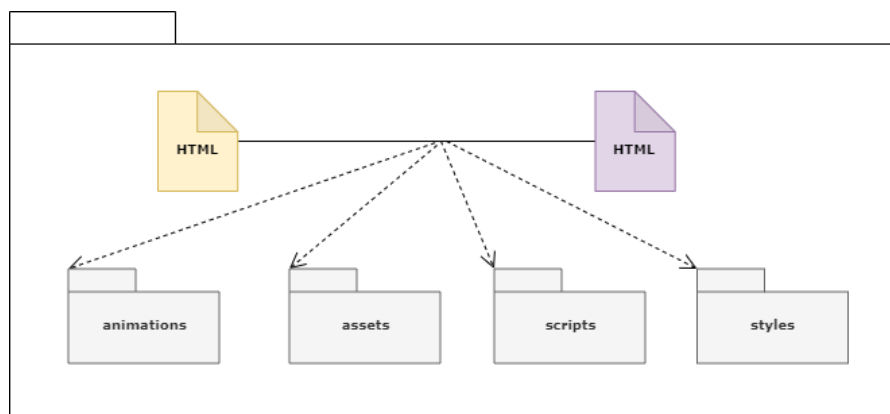 HTML
HTML
animations
assets
scripts
styles